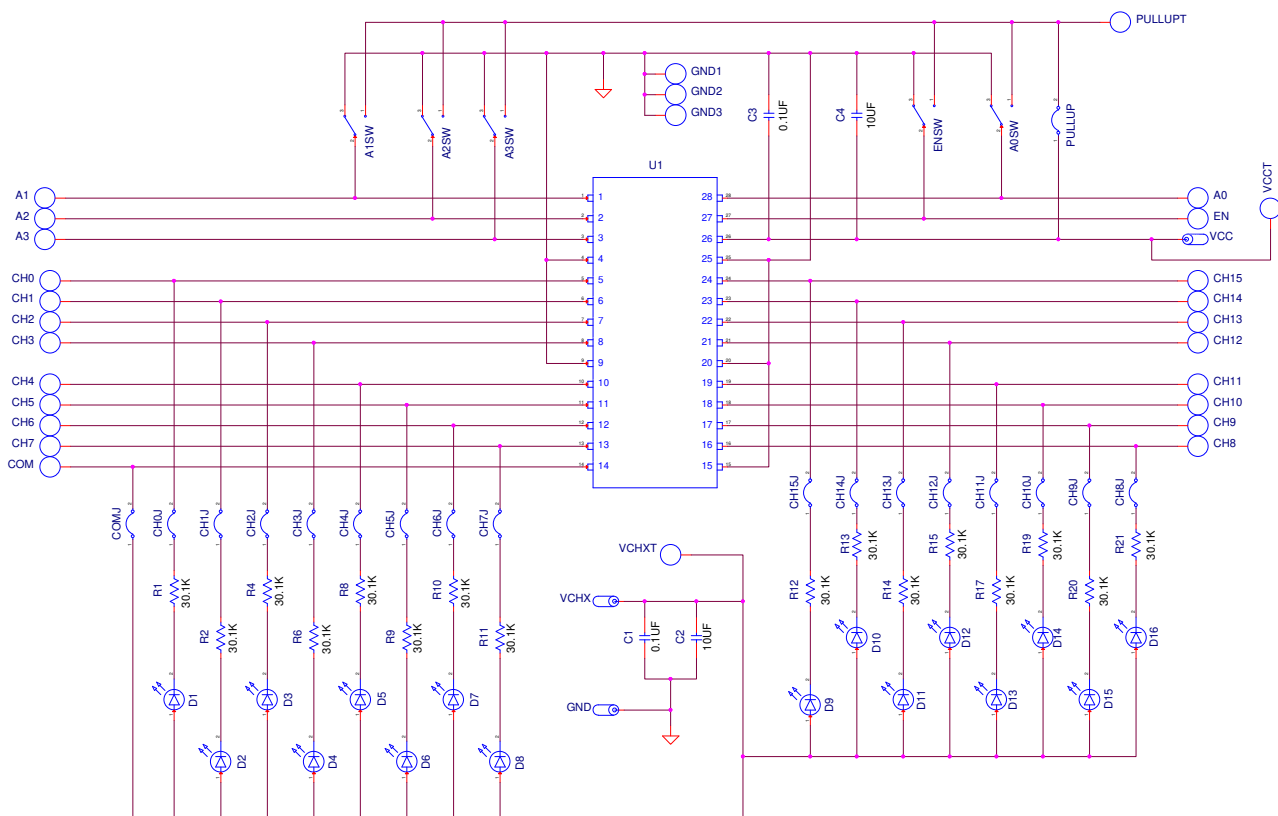 PULLUPT
GND1
GND2
GND3
A1SW
A2SW
A3SW
C3
0.1UF
C4
10UF
ENSW
A0SW
PULLUP
VCCT
U1
A1
1
28
A0
A2
2
27
EN
A3
3
26
VCC
4
25
CH0
5
24
CH15
CH1
6
23
CH14
CH2
7
22
CH13
CH3
8
21
CH12
9
20
CH4
10
19
CH11
CH5
11
18
CH10
CH6
12
17
CH9
CH7
13
16
CH8
COM
14
15
COMJ
CH0J
CH1J
CH2J
CH3J
CH4J
CH5J
CH6J
CH7J
CH15J
CH14J
CH13J
CH12J
CH11J
CH10J
CH9J
CH8J
VCHXT
R13
30.1K
R15
30.1K
R19
30.1K
R21
30.1K
R1
30.1K
R4
30.1K
R8
30.1K
R10
30.1K
R12
30.1K
R14
30.1K
R17
30.1K
R20
30.1K
VCHX
R2
30.1K
R6
30.1K
R9
30.1K
R11
30.1K
C1
0.1UF
C2
10UF
D10
D12
D14
D16
D1
D3
D5
D7
GND
D9
D11
D13
D15
D2
D4
D6
D8